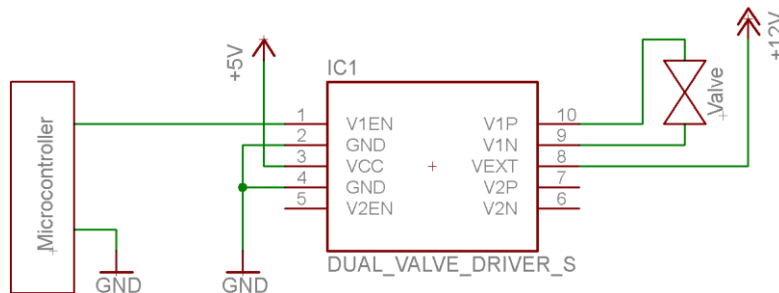 +5V
+12V
IC1
Valve
Microcontroller
1 V1EN V1P 10
2 GND V1N 9
3 VCC VEXT 8
4 GND V2P 7
5 V2EN V2N 6
GND
GND
DUAL_VALVE_DRIVER_S